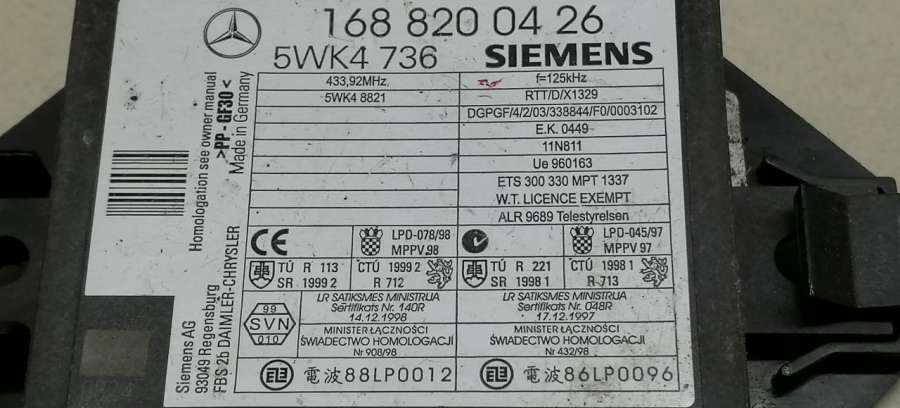 168 820 04 26
5WK4 736 SIEMENS
433,92MHz f=125kHz
5WK4 8821 RTT/D/X1329
DGPGF/4/2/03/338844/F0/0003102
E.K. 0449
11N811
Ue 960163
ETS 300 330 MPT 1337
W.T. LICENCE EXEMPT
ALR 9689 Telestyrelsen
CE LPD-078/98 LPD-045/97
MPPV 98 MPPV 97
TÚ R 113 CTÚ 1999 2 TÚ R 221 CTÚ 1998 1
SR 1999 2 R 712 SR 1998 1 R 713
99
SVN
010
LR SATIKSMES MINISTRIJA
Sertifikats Nr. 140R
14.12.1998
LR SATIKSMES MINISTRIJA
Sertifikats Nr. 048R
17.12.1997
MINISTER ŁĄCZNOŚCI
ŚWIADECTWO HOMOLOGACJI
Nr 908/98
MINISTER ŁĄCZNOŚCI
ŚWIADECTWO HOMOLOGACJI
Nr 432/98
電波88LP0012 電波86LP0096
Homologation see owner manual
>PP-GF30<
Made in Germany
Siemens AG
93049 Regensburg
FBS 2b DAIMLER-CHRYSLER